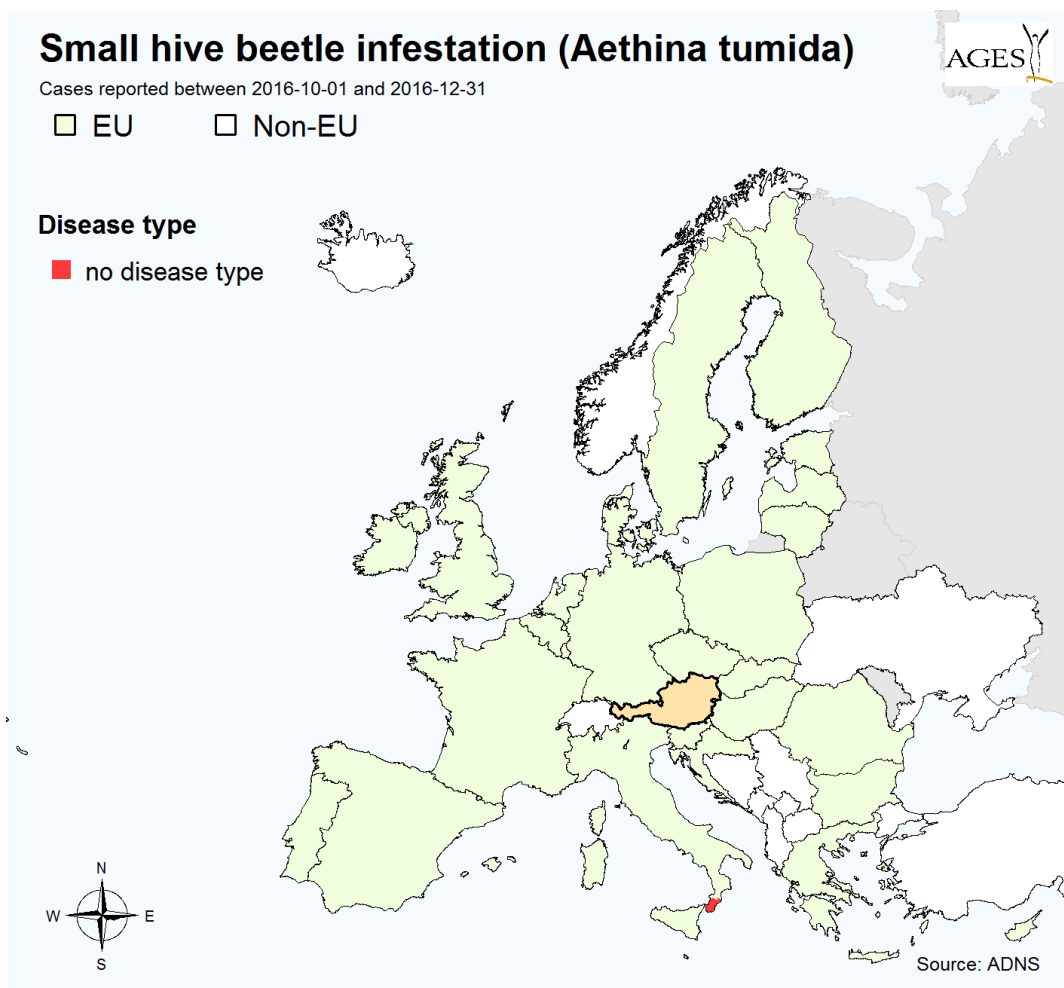 Small hive beetle infestation (Aethina tumida)
AGES
Cases reported between 2016-10-01 and 2016-12-31
EU Non-EU
Disease type
no disease type
N
W E
S
Source: ADNS